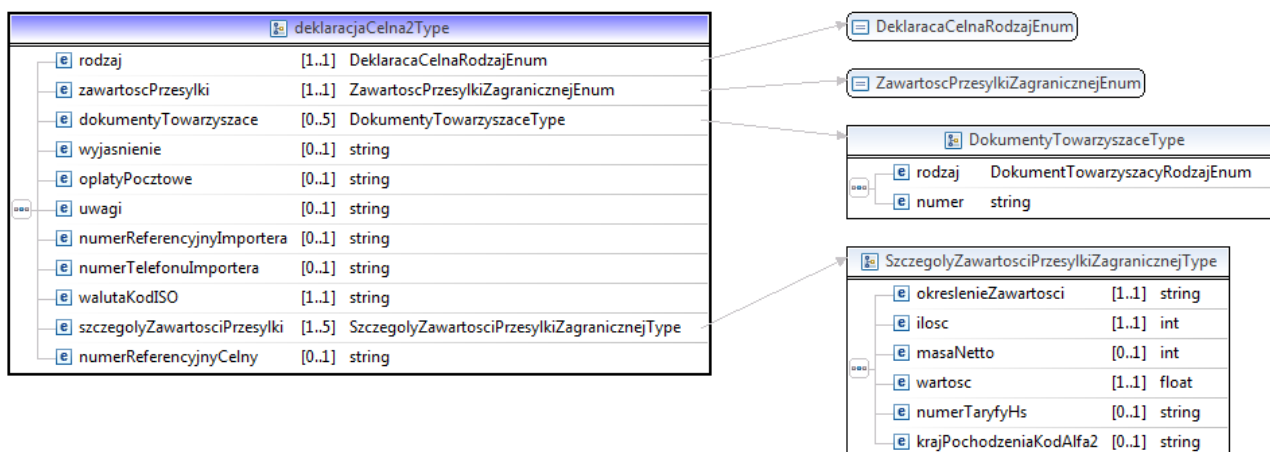 deklaracjaCelna2Type
e rodzaj [1..1] DeklaracaCelnaRodzajEnum
e zawartoscPrzesylki [1..1] ZawartoscPrzesylkiZagranicznejEnum
e dokumentyTowarzyszace [0..5] DokumentyTowarzyszaceType
e wyjasnienie [0..1] string
e oplatyPocztowe [0..1] string
e uwagi [0..1] string
e numerReferencyjnyImportera [0..1] string
e numerTelefonuImportera [0..1] string
e walutaKodISO [1..1] string
e szczegolyZawartosciPrzesylki [1..5] SzczegolyZawartosciPrzesylkiZagranicznejType
e numerReferencyjnyCelny [0..1] string
DeklaracaCelnaRodzajEnum
ZawartoscPrzesylkiZagranicznejEnum
DokumentyTowarzyszaceType
e rodzaj DokumentTowarzyszacyRodzajEnum
e numer string
SzczegolyZawartosciPrzesylkiZagranicznejType
e okreslenieZawartosci [1..1] string
e ilosc [1..1] int
e masaNetto [0..1] int
e wartosc [1..1] float
e numerTaryfyHs [0..1] string
e krajPochodzeniaKodAlfa2 [0..1] string